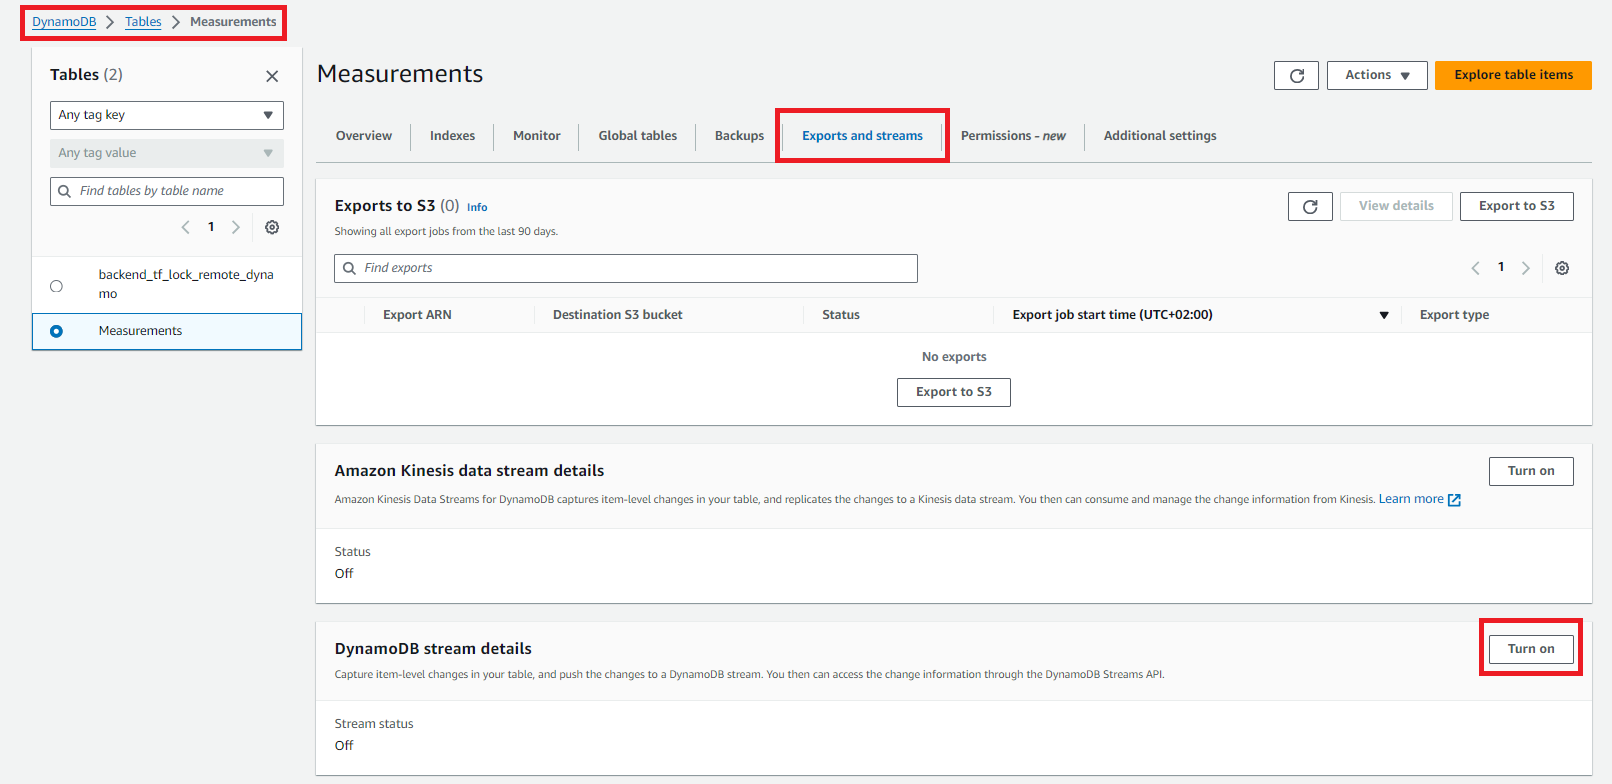 DynamoDB > Tables > Measurements
Tables (2)
Any tag key
Any tag value
Find tables by table name
1
backend_tf_lock_remote_dyna
mo
Measurements
Measurements
Actions
Explore table items
Overview
Indexes
Monitor
Global tables
Backups
Exports and streams
Permissions - new
Additional settings
Exports to S3 (0) Info
View details
Export to S3
Showing all export jobs from the last 90 days.
Find exports
1
Export ARN
Destination S3 bucket
Status
Export job start time (UTC+02:00)
Export type
No exports
Export to S3
Amazon Kinesis data stream details
Turn on
Amazon Kinesis Data Streams for DynamoDB captures item-level changes in your table, and replicates the changes to a Kinesis data stream. You then can consume and manage the change information from Kinesis. Learn more
Status
Off
DynamoDB stream details
Turn on
Capture item-level changes in your table, and push the changes to a DynamoDB stream. You then can access the change information through the DynamoDB Streams API.
Stream status
Off